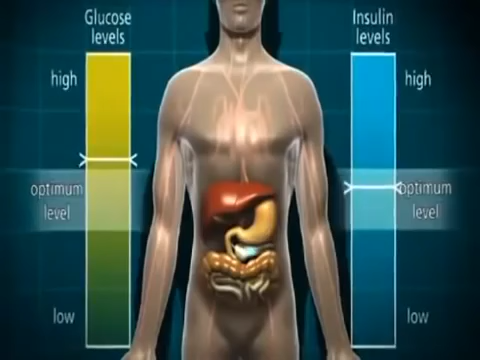 Glucose
levels
high
optimum
level
low
Insulin
levels
high
optimum
level
low